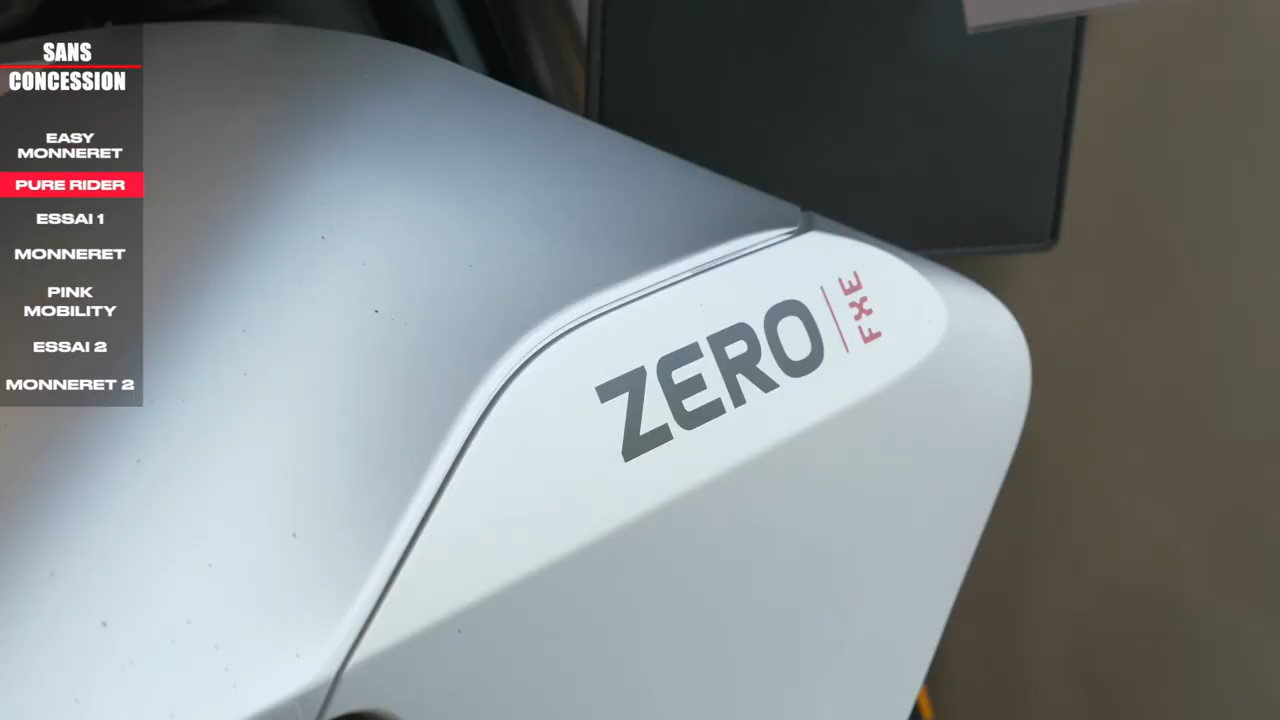 SANS
CONCESSION
EASY
MONNERET
PURE RIDER
ESSAI 1
MONNERET
PINK
MOBILITY
ESSAI 2
MONNERET 2
ZERO
FXE